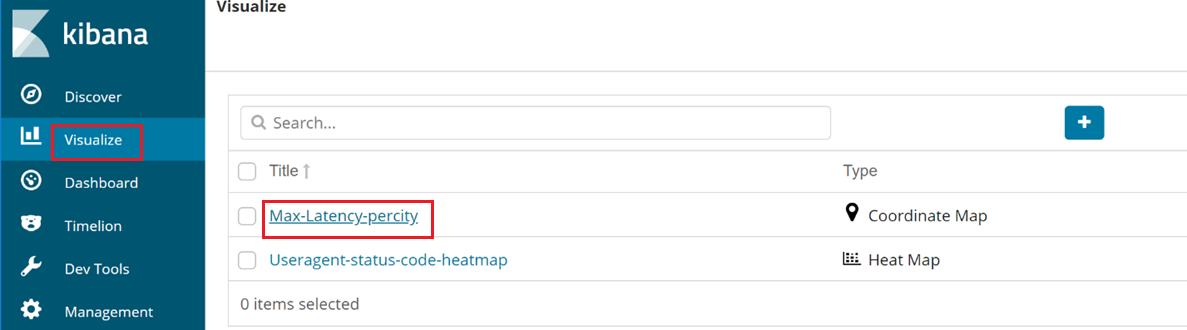 kibana
Discover
Visualize
Dashboard
Timelion
Dev Tools
Management
Visualize
Search...
+
Title ↑ Type
Max-Latency-percity Coordinate Map
Useragent-status-code-heatmap Heat Map
0 items selected